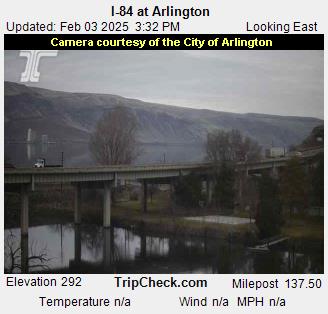 I-84 at Arlington
Updated: Feb 03 2025 3:32 PM Looking East
Camera courtesy of the City of Arlington
Elevation 292 TripCheck.com Milepost 137.50
Temperature n/a Wind n/a MPH n/a